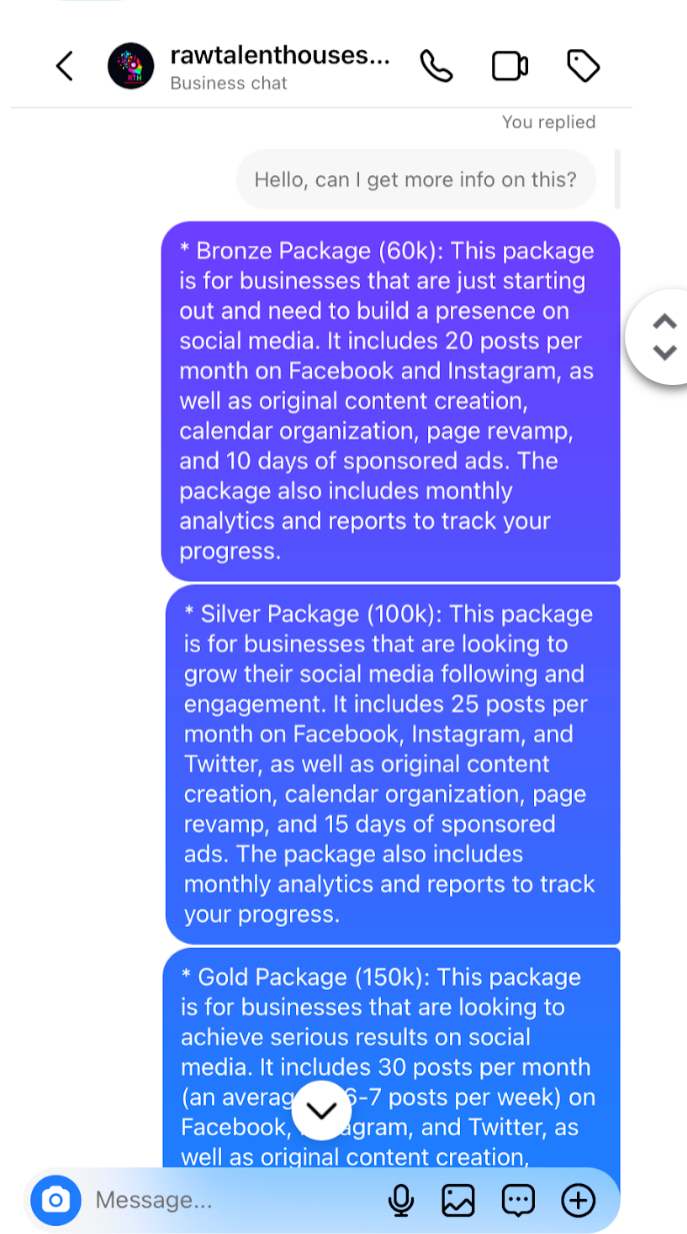 rawtalenthouses...
Business chat
You replied
Hello, can I get more info on this?
* Bronze Package (60k): This package
is for businesses that are just starting
out and need to build a presence on
social media. It includes 20 posts per
month on Facebook and Instagram, as
well as original content creation,
calendar organization, page revamp,
and 10 days of sponsored ads. The
package also includes monthly
analytics and reports to track your
progress.
* Silver Package (100k): This package
is for businesses that are looking to
grow their social media following and
engagement. It includes 25 posts per
month on Facebook, Instagram, and
Twitter, as well as original content
creation, calendar organization, page
revamp, and 15 days of sponsored
ads. The package also includes
monthly analytics and reports to track
your progress.
* Gold Package (150k): This package
is for businesses that are looking to
achieve serious results on social
media. It includes 30 posts per month
(an averag 6-7 posts per week) on
Facebook, agram, and Twitter, as
well as original content creation,
Message...